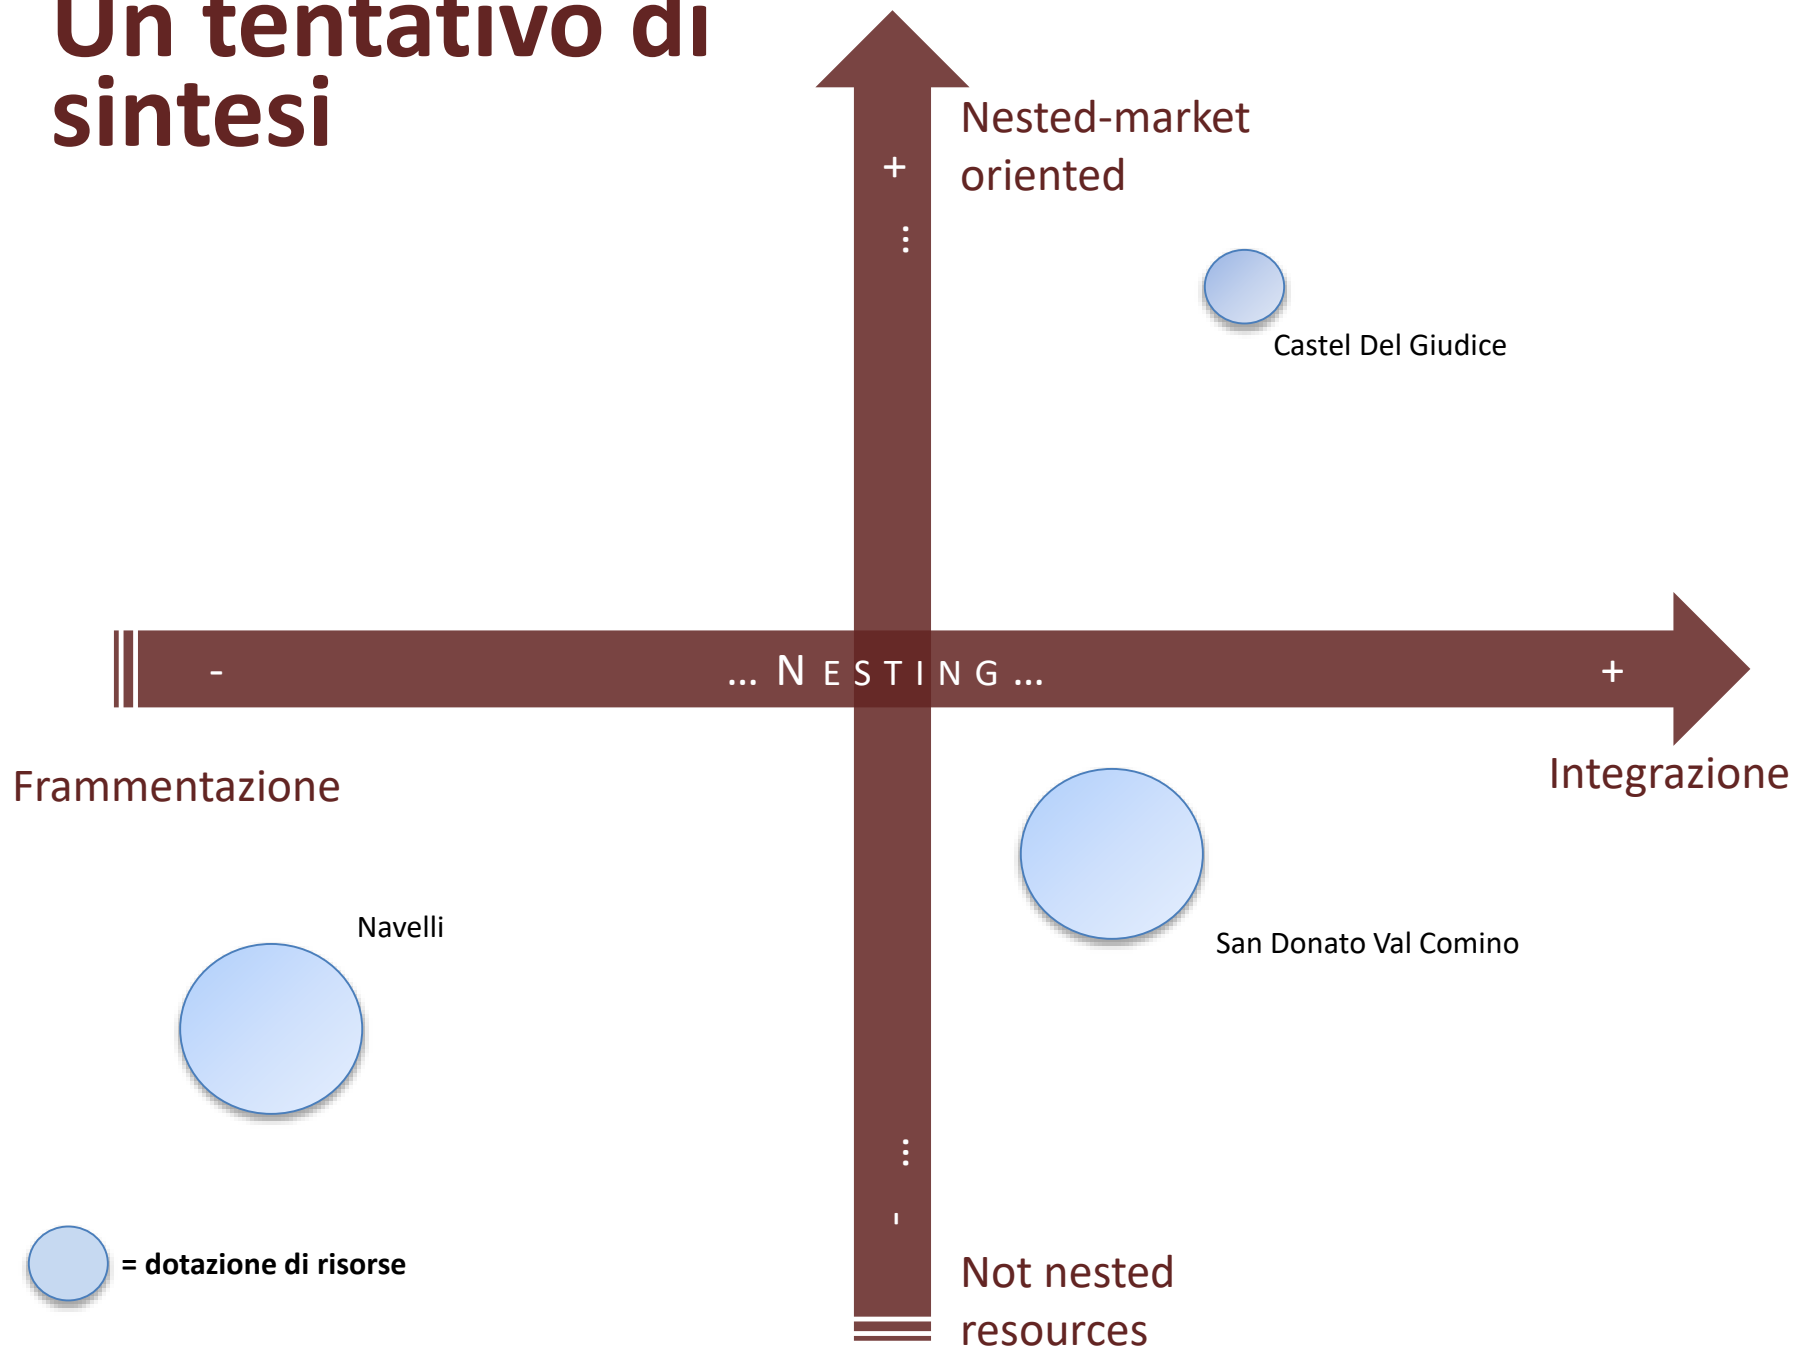 Un tentativo di
sintesi
Nested-market
oriented
+
...
Castel Del Giudice
-
... NESTING ...
+
Frammentazione
Integrazione
Navelli
San Donato Val Comino
...
-
= dotazione di risorse
Not nested
resources